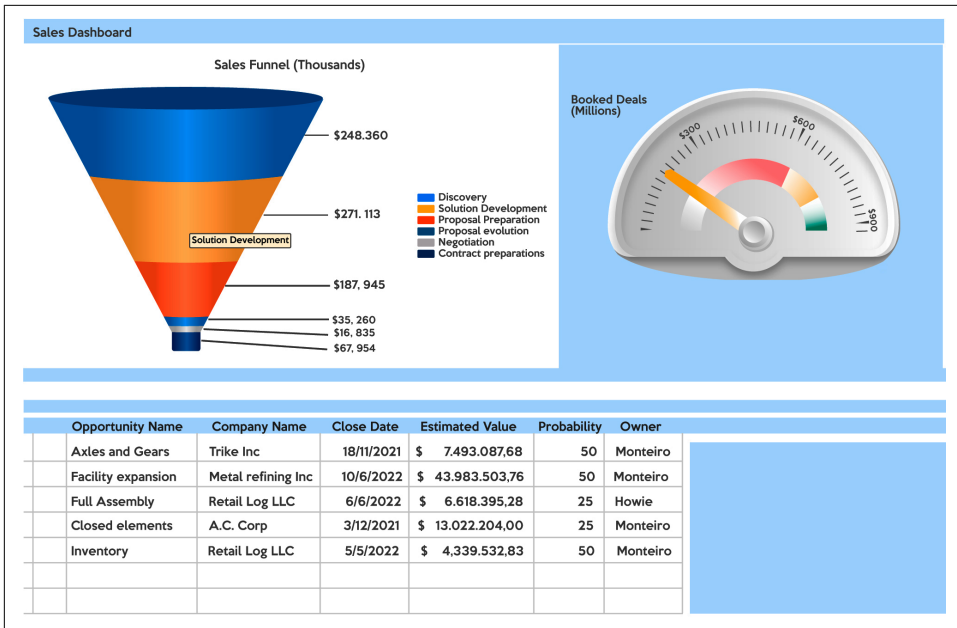 Sales Dashboard
Sales Funnel (Thousands)
$248.360
$271. 113
Solution Development
$187, 945
$35, 260
$16, 835
$67, 954
Discovery
Solution Development
Proposal Preparation
Proposal evolution
Negotiation
Contract preparations
Booked Deals
(Millions)
$300
$600
$900
Opportunity Name Company Name Close Date Estimated Value Probability Owner
Axles and Gears Trike Inc 18/11/2021 $ 7.493.087,68 50 Monteiro
Facility expansion Metal refining Inc 10/6/2022 $ 43.983.503,76 50 Monteiro
Full Assembly Retail Log LLC 6/6/2022 $ 6.618.395,28 25 Howie
Closed elements A.C. Corp 3/12/2021 $ 13.022.204,00 25 Monteiro
Inventory Retail Log LLC 5/5/2022 $ 4,339.532,83 50 Monteiro